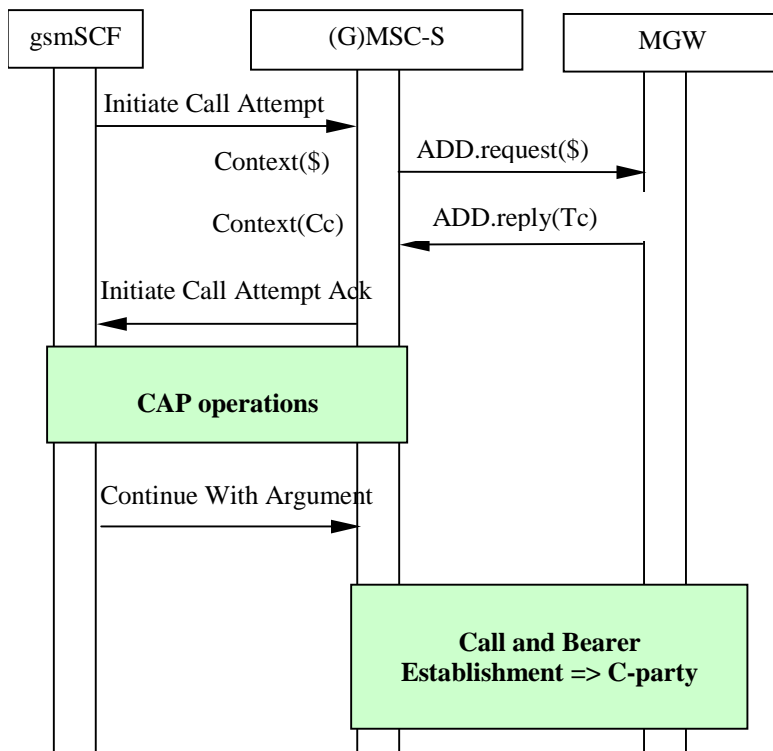 gsmSCF
(G)MSC-S
MGW
Initiate Call Attempt
Context($)
ADD.request($)
Context(Cc)
ADD.reply(Tc)
Initiate Call Attempt Ack
CAP operations
Continue With Argument
Call and Bearer
Establishment => C-party